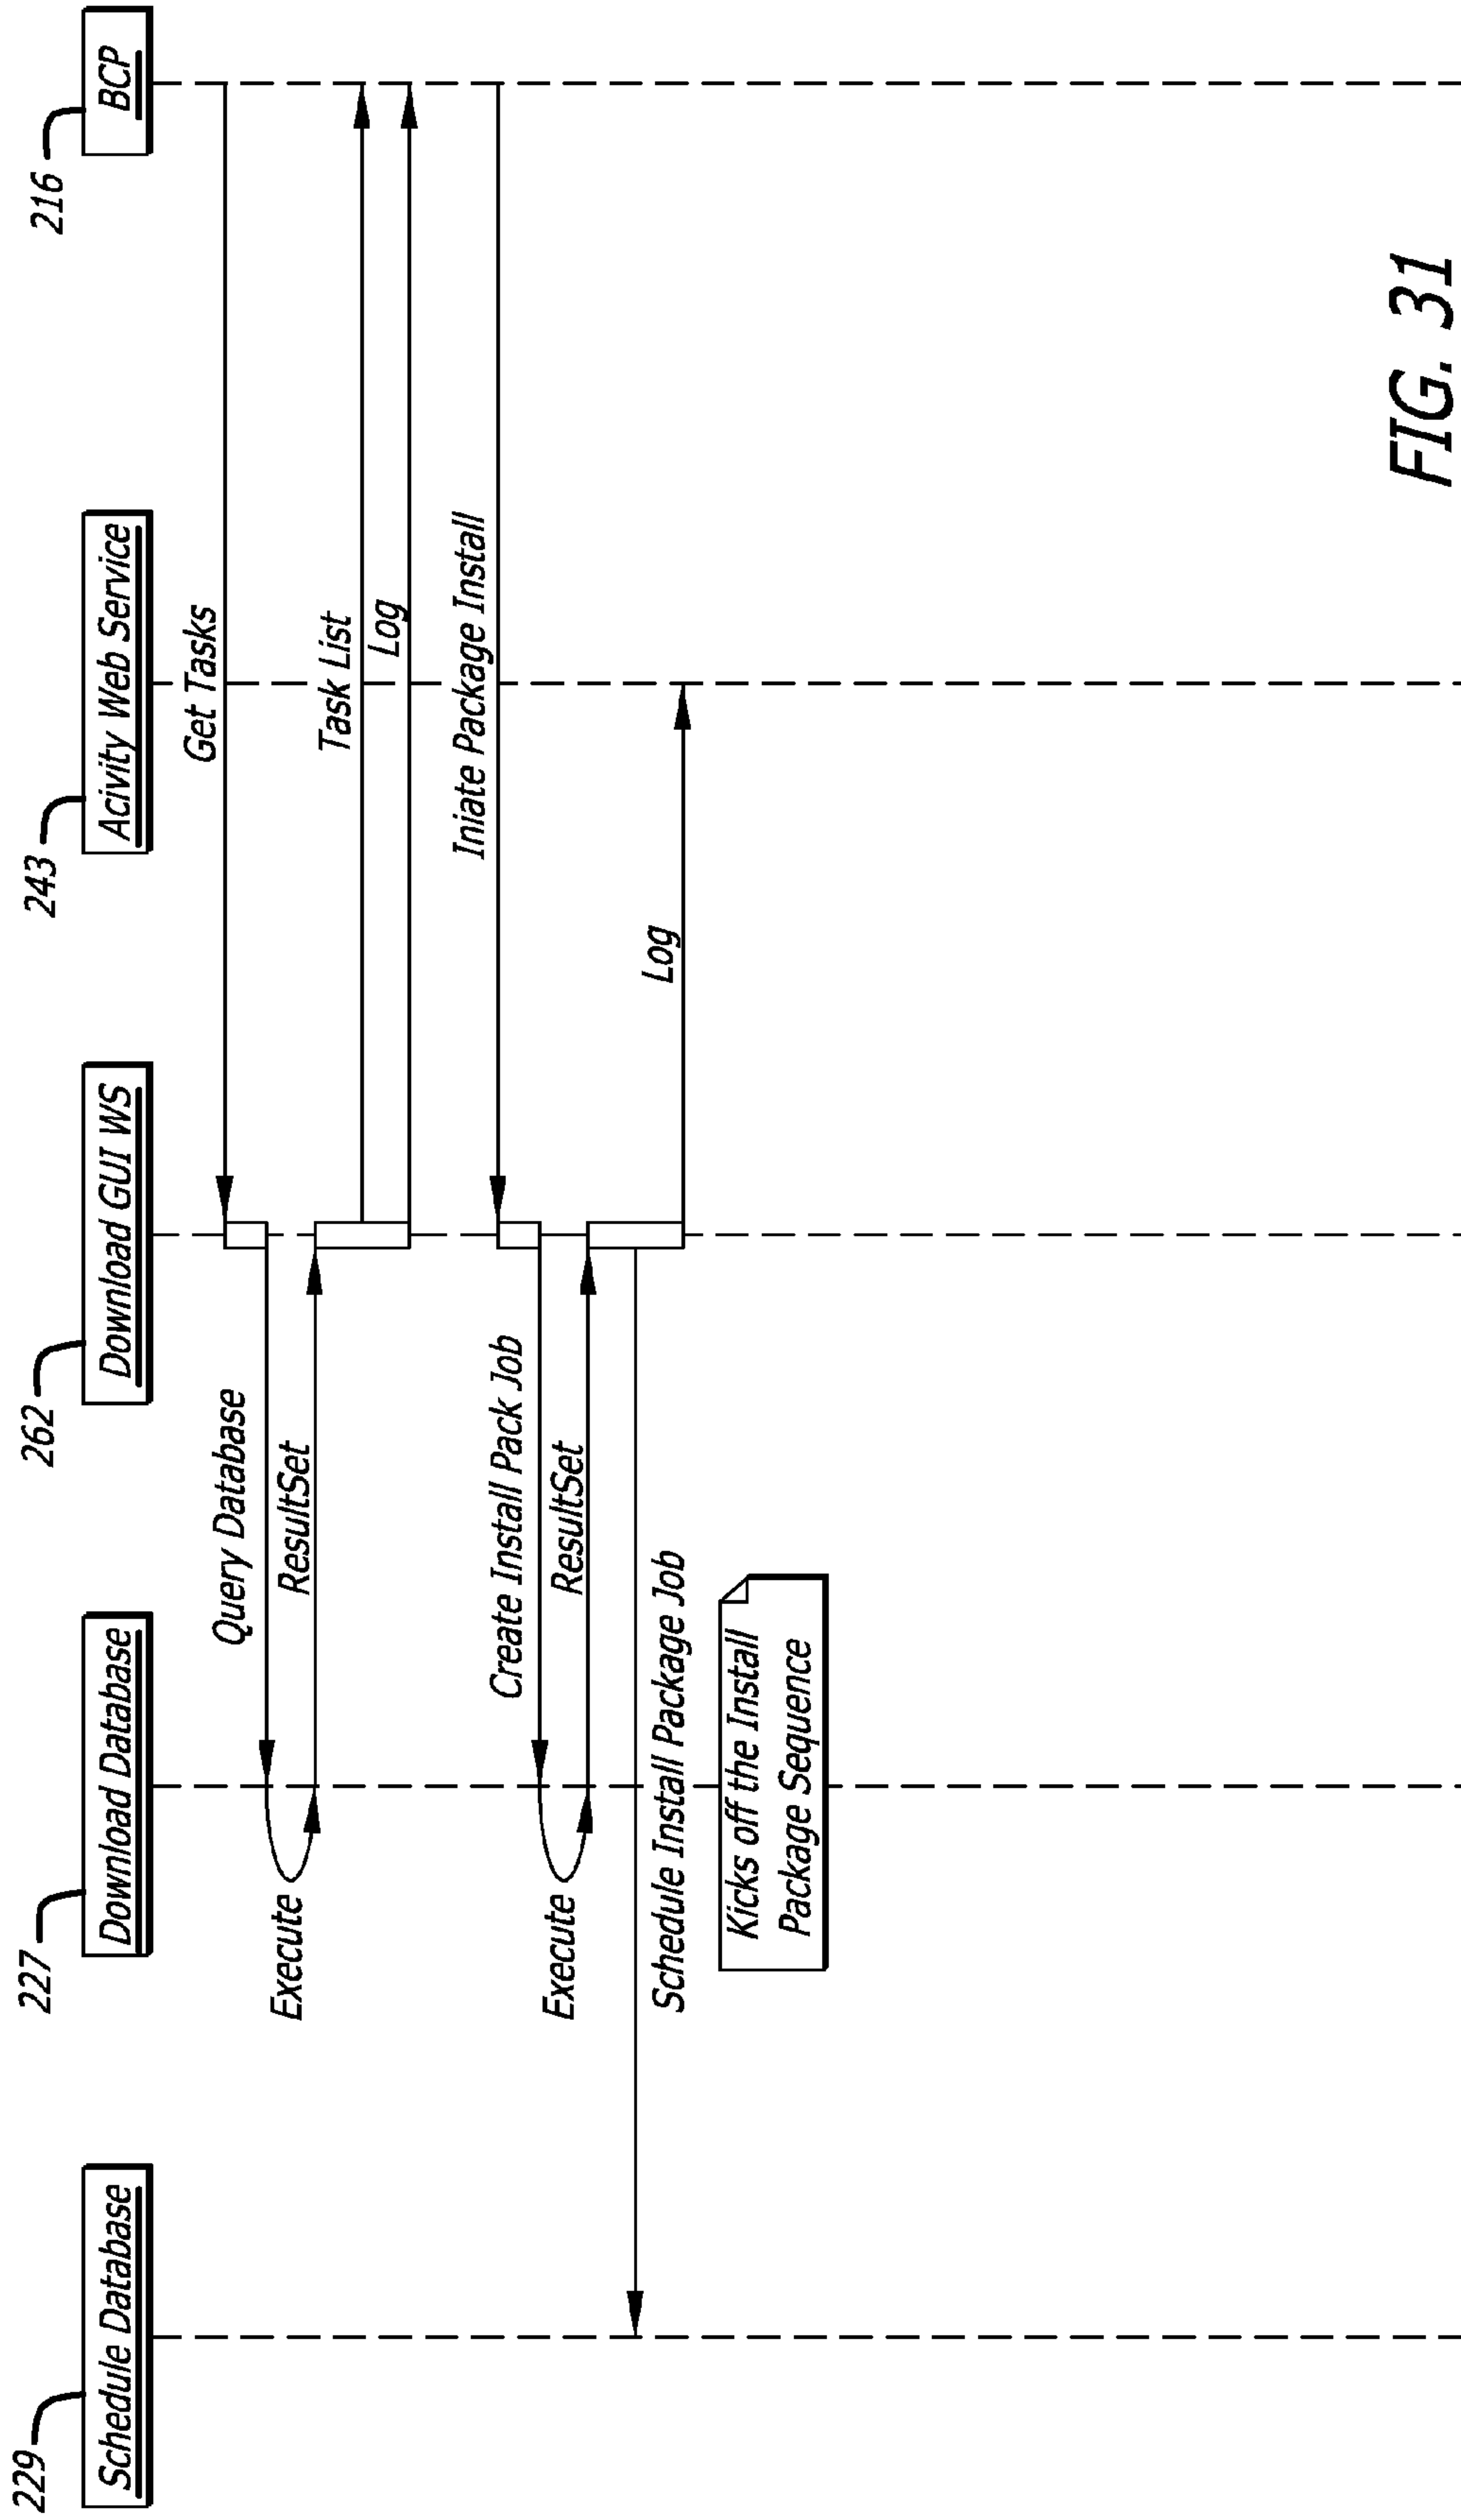 229
Schedule Database
227
Download Database
262
Download GUI WS
243
Acivity Web Service
216
BCP
Get Tasks
Query Database
Execute
ResultSet
Task List
Log
Iniate Package Install
Create Install Pack Job
Execute
ResultSet
Schedule Install Package Job
Log
Kicks off the Install
Package Sequence
FIG. 31